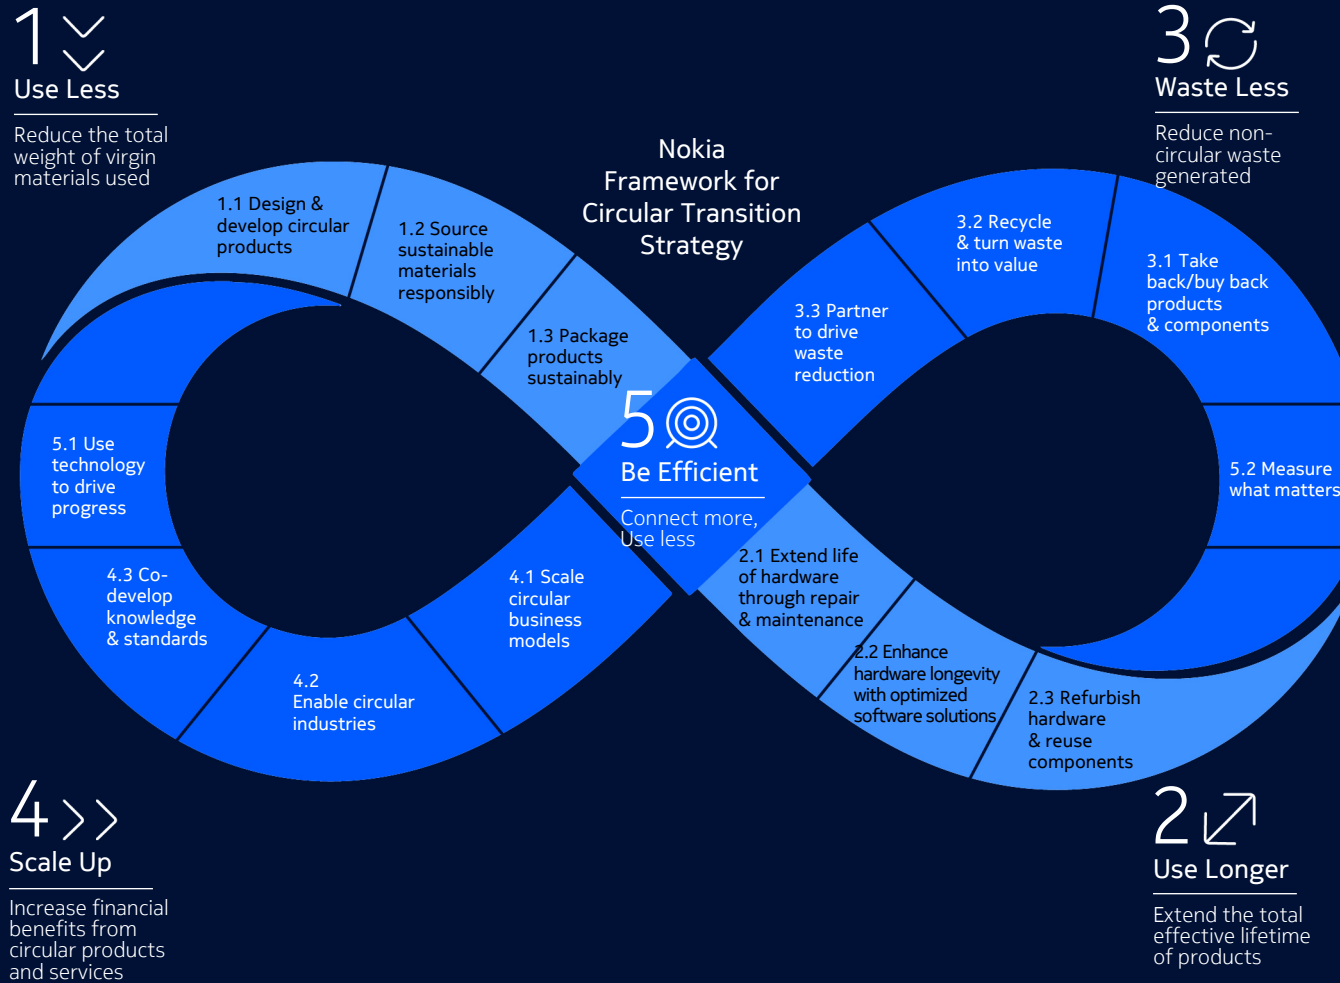 1
Use Less
Reduce the total
weight of virgin
materials used
3
Waste Less
Reduce non-
circular waste
generated
Nokia
Framework for
Circular Transition
Strategy
1.1 Design &
develop circular
products
1.2 Source
sustainable
materials
responsibly
1.3 Package
products
sustainably
5
Be Efficient
Connect more,
Use less
2.1 Extend life
of hardware
through repair
& maintenance
2.2 Enhance
hardware longevity
with optimized
software solutions
2.3 Refurbish
hardware
& reuse
components
5.2 Measure
what matters
3.1 Take
back/buy back
products
& components
3.2 Recycle
& turn waste
into value
3.3 Partner
to drive
waste
reduction
4.1 Scale
circular
business
models
4.2
Enable circular
industries
4.3 Co-
develop
knowledge
& standards
5.1 Use
technology
to drive
progress
4
Scale Up
Increase financial
benefits from
circular products
and services
2
Use Longer
Extend the total
effective lifetime
of products